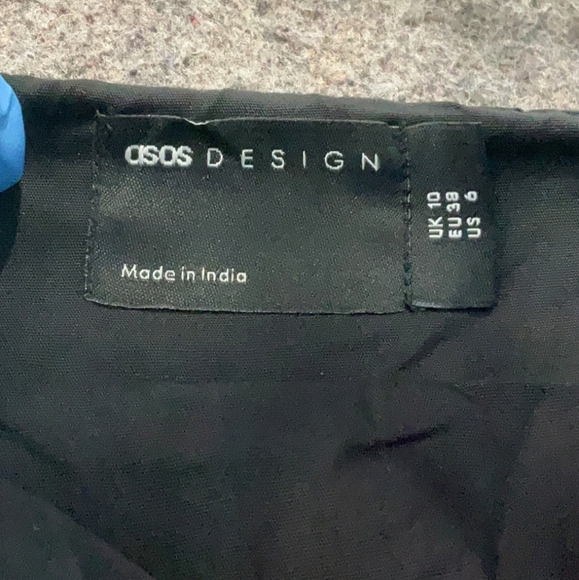 asos DESIGN
Made in India
UK 10
EU 38
US 6